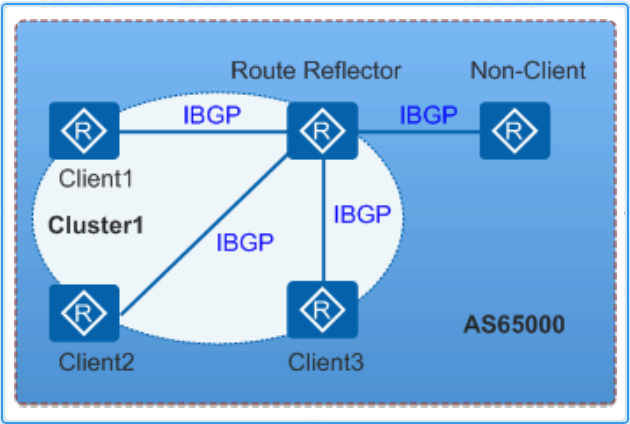 Route Reflector
Non-Client
R
IBGP
R
IBGP
R
Client1
Cluster1
IBGP
IBGP
R
R
AS65000
Client2
Client3